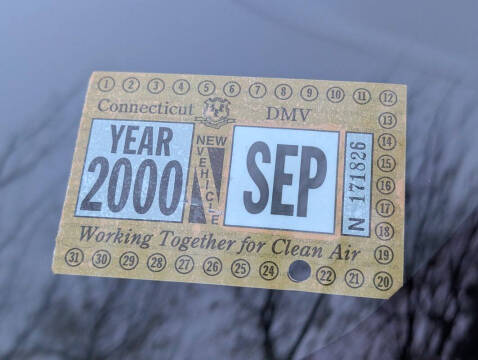 1 2 3 4 5 6 7 8 9 10 11 12
Connecticut DMV
13
14
15
16
17
18
19
20
YEAR
2000
NEW
VEHICLE
SEP
N 171826
Working Together for Clean Air
31 30 29 28 27 26 25 24 22 21